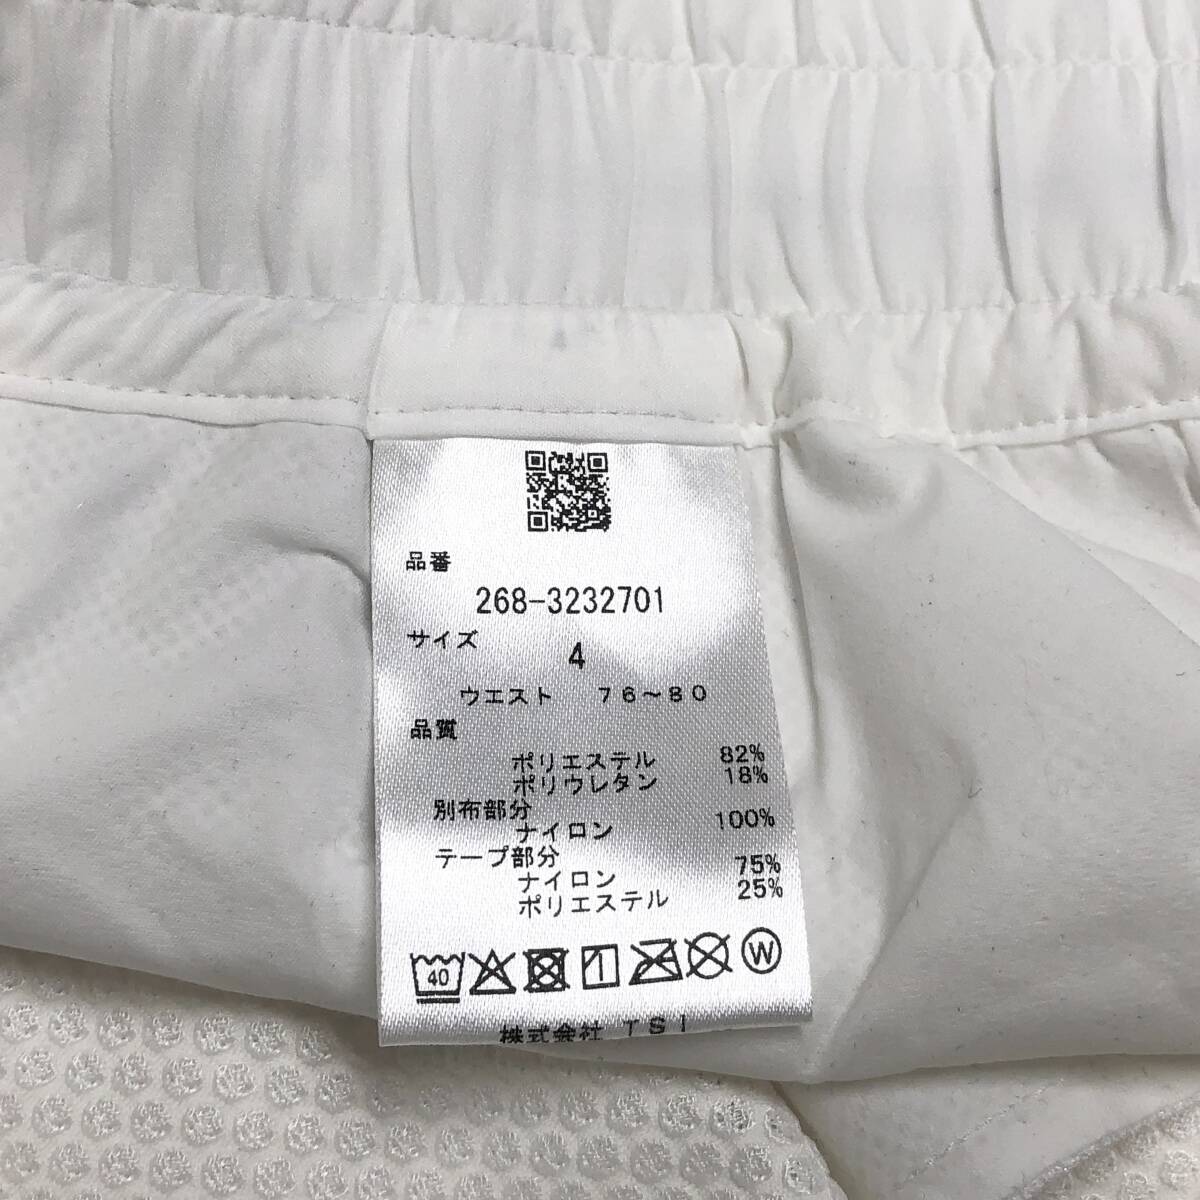 品番
268-3232701
サイズ
4
ウエスト 76~80
品質
ポリエステル 82%
ポリウレタン 18%
別布部分
ナイロン 100%
テープ部分
ナイロン 75%
ポリエステル 25%
40 W
株式会社 TSI